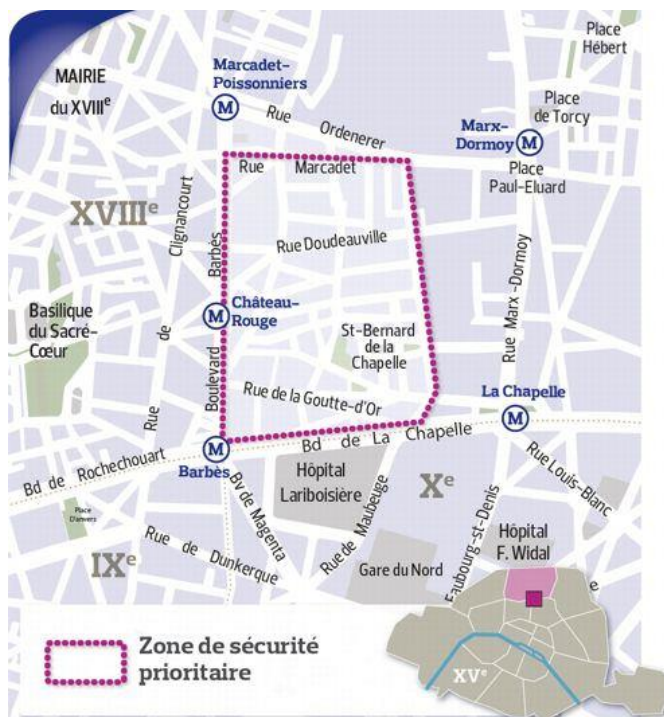 Place
Hébert
MAIRIE
du XVIIIe
Marcadet-
Poissonniers
M
Rue Ordenerer
Place
de Torcy
Marx-
Dormoy
M
Place
Paul-Eluard
Rue Marcadet
XVIIIe
Rue de Clignancourt
Boulevard Barbès
Rue Doudeauville
Rue Marx-Dormoy
Basilique
du Sacré-
Cœur
M
Château-
Rouge
St-Bernard
de la
Chapelle
Rue de la Goutte-d'Or
La Chapelle
M
Bd de Rochechouart
M
Barbès
Bd de La Chapelle
Hôpital
Lariboisière
Xe
Rue Louis-Blanc
Place
d'Anvers
Bv de Magenta
Rue de Maubeuge
Faubourg-st-Denis
Hôpital
F. Widal
IXe
Rue de Dunkerque
Gare du Nord
e
Zone de sécurité
prioritaire
XVe